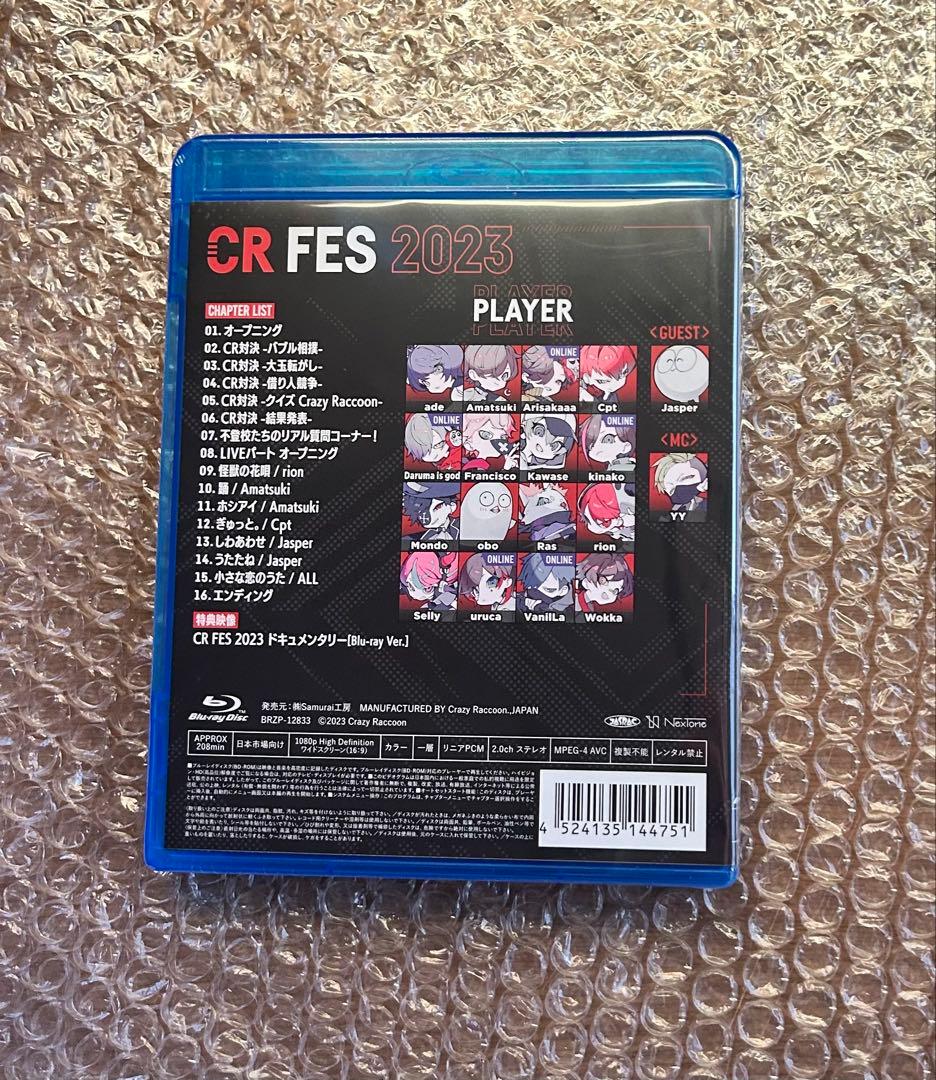 CR FES 2023
CHAPTER LIST
01. オープニング
02. CR対決 -バブル相撲-
03. CR対決 -大玉転がし-
04. CR対決 -借り人競争-
05. CR対決 -クイズ Crazy Raccoon-
06. CR対決 -結果発表-
07. 不登校たちのリアル質問コーナー!
08. LIVEパート オープニング
09. 怪獣の花唄 / rion
10. 踊 / Amatsuki
11. ホシアイ / Amatsuki
12. ぎゅっと。 / Cpt
13. しわあわせ / Jasper
14. うたたね / Jasper
15. 小さな恋のうた / ALL
16. エンディング
特典映像
CR FES 2023 ドキュメンタリー[Blu-ray Ver.]
PLAYER
PLAYER
PLAYER
ONLINE
ade Amatsuki Arisakaaa Cpt
ONLINE ONLINE
Daruma is god Francisco Kawase kinako
Mondo obo Ras rion
ONLINE ONLINE
Selly uruca VanilLa Wokka
<GUEST>
Jasper
<MC>
YY
Blu-ray Disc
発売元:㈱Samurai工房 MANUFACTURED BY Crazy Raccoon.,JAPAN
BRZP-12833 ©2023 Crazy Raccoon
JASRAC NexTone
APPROX 208min 日本市場向け 1080p High Definition ワイドスクリーン(16:9) カラー 一層 リニアPCM 2.0ch ステレオ MPEG-4 AVC 複製不能 レンタル禁止
4 524135 144751